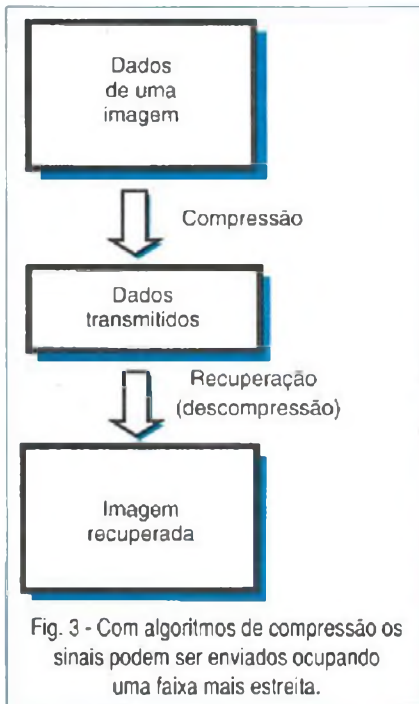 Dados
de uma
imagem
Compressão
Dados
transmitidos
Recuperação
(descompressão)
Imagem
recuperada
Fig. 3 - Com algoritmos de compressão os
sinais podem ser enviados ocupando
uma faixa mais estreita.